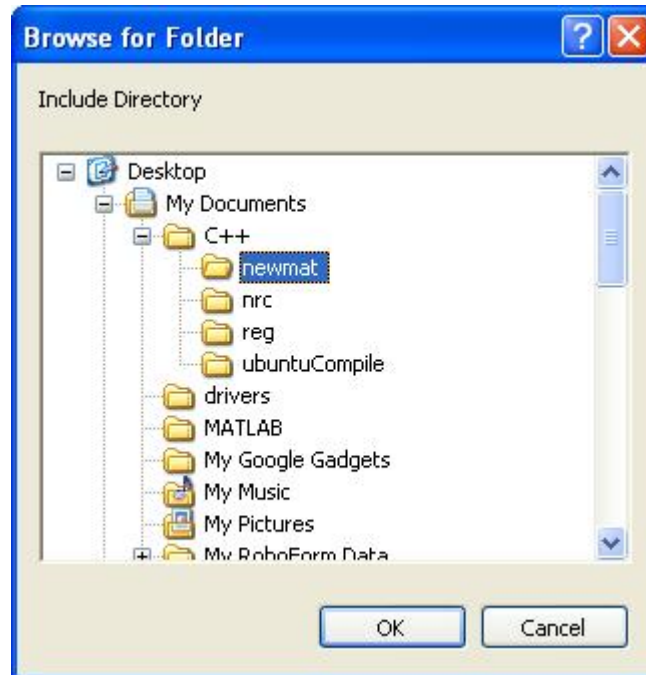 Browse for Folder
Include Directory
Desktop
My Documents
C++
newmat
nrc
reg
ubuntuCompile
drivers
MATLAB
My Google Gadgets
My Music
My Pictures
My RoboForm Data
OK Cancel